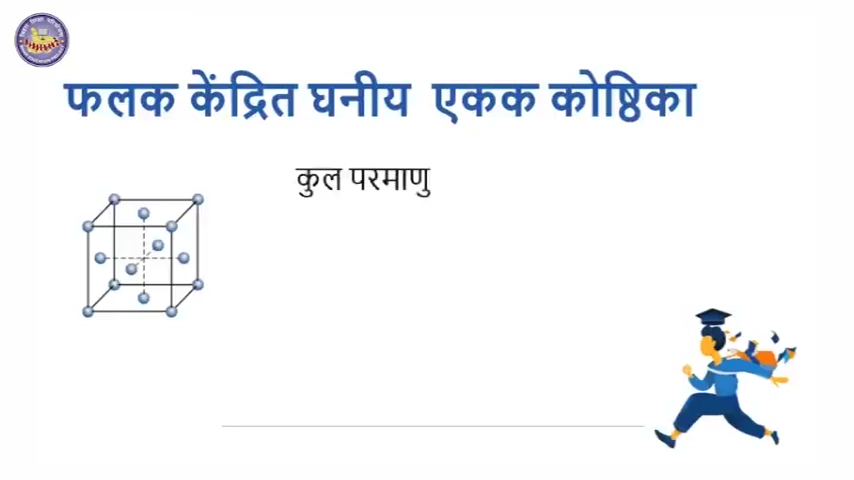 फलक केंद्रित घनीय एकक कोष्ठिका
कुल परमाणु